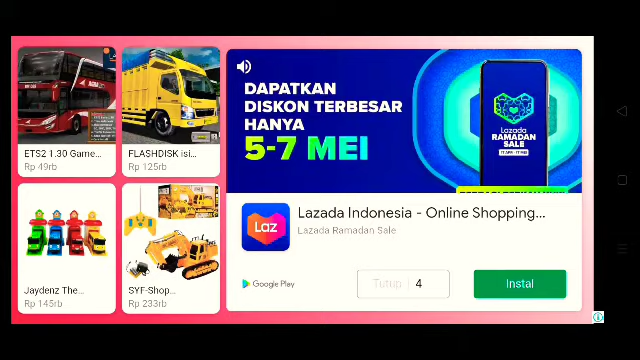 ETS2 1.30 Game...
Rp 49rb
FLASHDISK isi...
Rp 125rb
Jaydenz The...
Rp 145rb
SYF-Shop...
Rp 233rb
DAPATKAN
DISKON TERBESAR
HANYA
5-7 MEI
Lazada
RAMADAN
SALE
Laz
Lazada Indonesia - Online Shopping...
Lazada Ramadan Sale
Google Play
Tutup 4
Instal